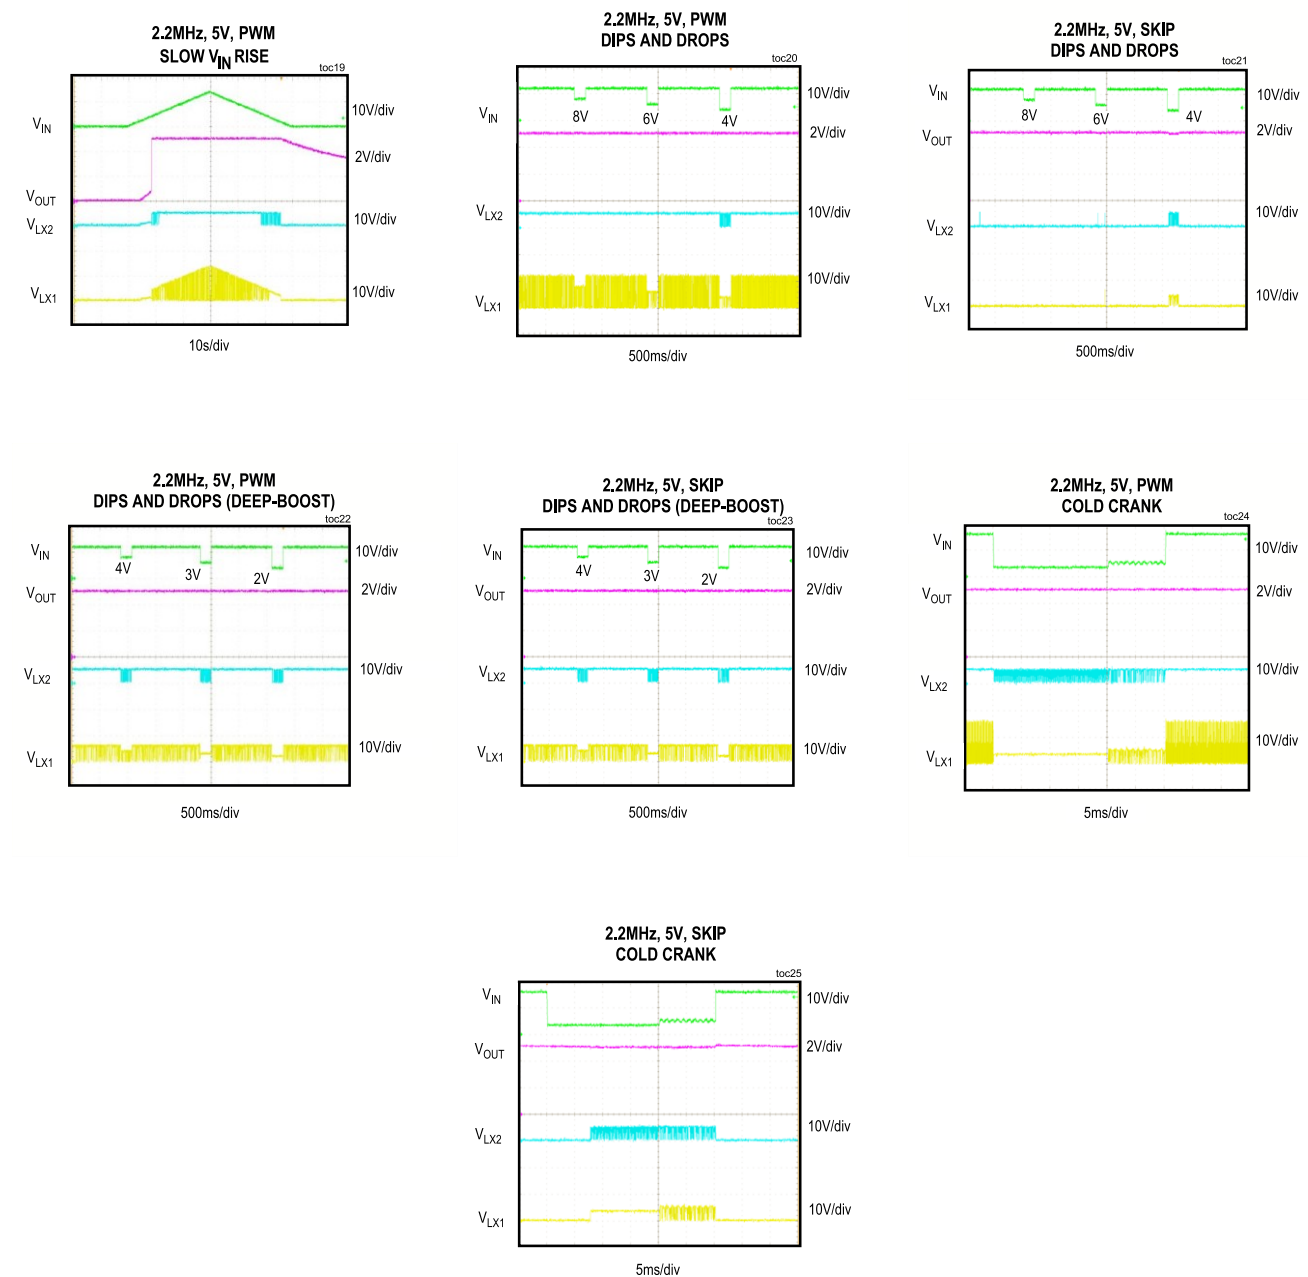 2.2MHz, 5V, PWM
SLOW VIN RISE
toc19
VIN
10V/div
2V/div
VOUT
VLX2
10V/div
VLX1
10V/div
10s/div
2.2MHz, 5V, PWM
DIPS AND DROPS
toc20
VIN
10V/div
8V
6V
4V
2V/div
VLX2
10V/div
VLX1
10V/div
500ms/div
2.2MHz, 5V, SKIP
DIPS AND DROPS
toc21
VIN
10V/div
8V
6V
4V
VOUT
2V/div
VLX2
10V/div
VLX1
10V/div
500ms/div
2.2MHz, 5V, PWM
DIPS AND DROPS (DEEP-BOOST)
toc22
VIN
10V/div
4V
3V
2V
VOUT
2V/div
VLX2
10V/div
VLX1
10V/div
500ms/div
2.2MHz, 5V, SKIP
DIPS AND DROPS (DEEP-BOOST)
toc23
VIN
10V/div
4V
3V
2V
VOUT
2V/div
VLX2
10V/div
VLX1
10V/div
500ms/div
2.2MHz, 5V, PWM
COLD CRANK
toc24
VIN
10V/div
VOUT
2V/div
VLX2
10V/div
VLX1
10V/div
5ms/div
2.2MHz, 5V, SKIP
COLD CRANK
toc25
VIN
10V/div
VOUT
2V/div
VLX2
10V/div
VLX1
10V/div
5ms/div